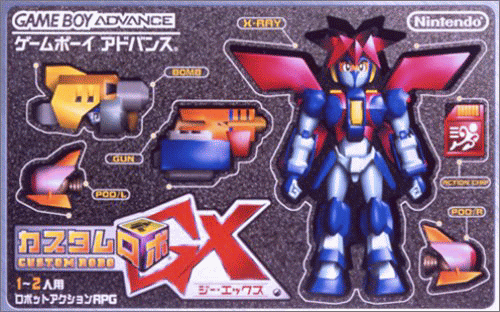 GAME BOY ADVANCE
ゲームボーイ アドバンス®
X-RAY
Nintendo®
BOMB
GUN
POD/L
ACTION CHIP
POD/R
カスタムロボ
CUSTOM ROBO
GX
ジー・エックス
1～2人用
ロボットアクションRPG